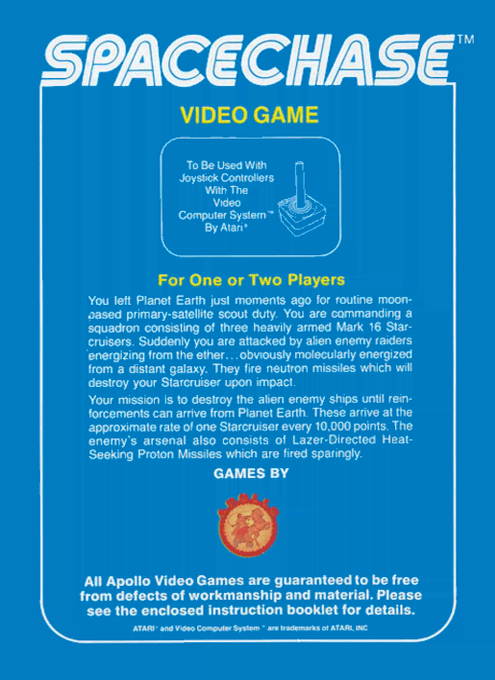 SPACECHASE™
VIDEO GAME
To Be Used With
Joystick Controllers
With The
Video
Computer System™
By Atari®
For One or Two Players
You left Planet Earth just moments ago for routine moon-
based primary-satellite scout duty. You are commanding a
squadron consisting of three heavily armed Mark 16 Star-
cruisers. Suddenly you are attacked by alien enemy raiders
energizing from the ether...obviously molecularly energized
from a distant galaxy. They fire neutron missiles which will
destroy your Starcruiser upon impact.
Your mission is to destroy the alien enemy ships until rein-
forcements can arrive from Planet Earth. These arrive at the
approximate rate of one Starcruiser every 10,000 points. The
enemy's arsenal also consists of Lazer-Directed Heat-
Seeking Proton Missiles which are fired sparingly.
GAMES BY
All Apollo Video Games are guaranteed to be free
from defects of workmanship and material. Please
see the enclosed instruction booklet for details.
ATARI® and Video Computer System™ are trademarks of ATARI, INC